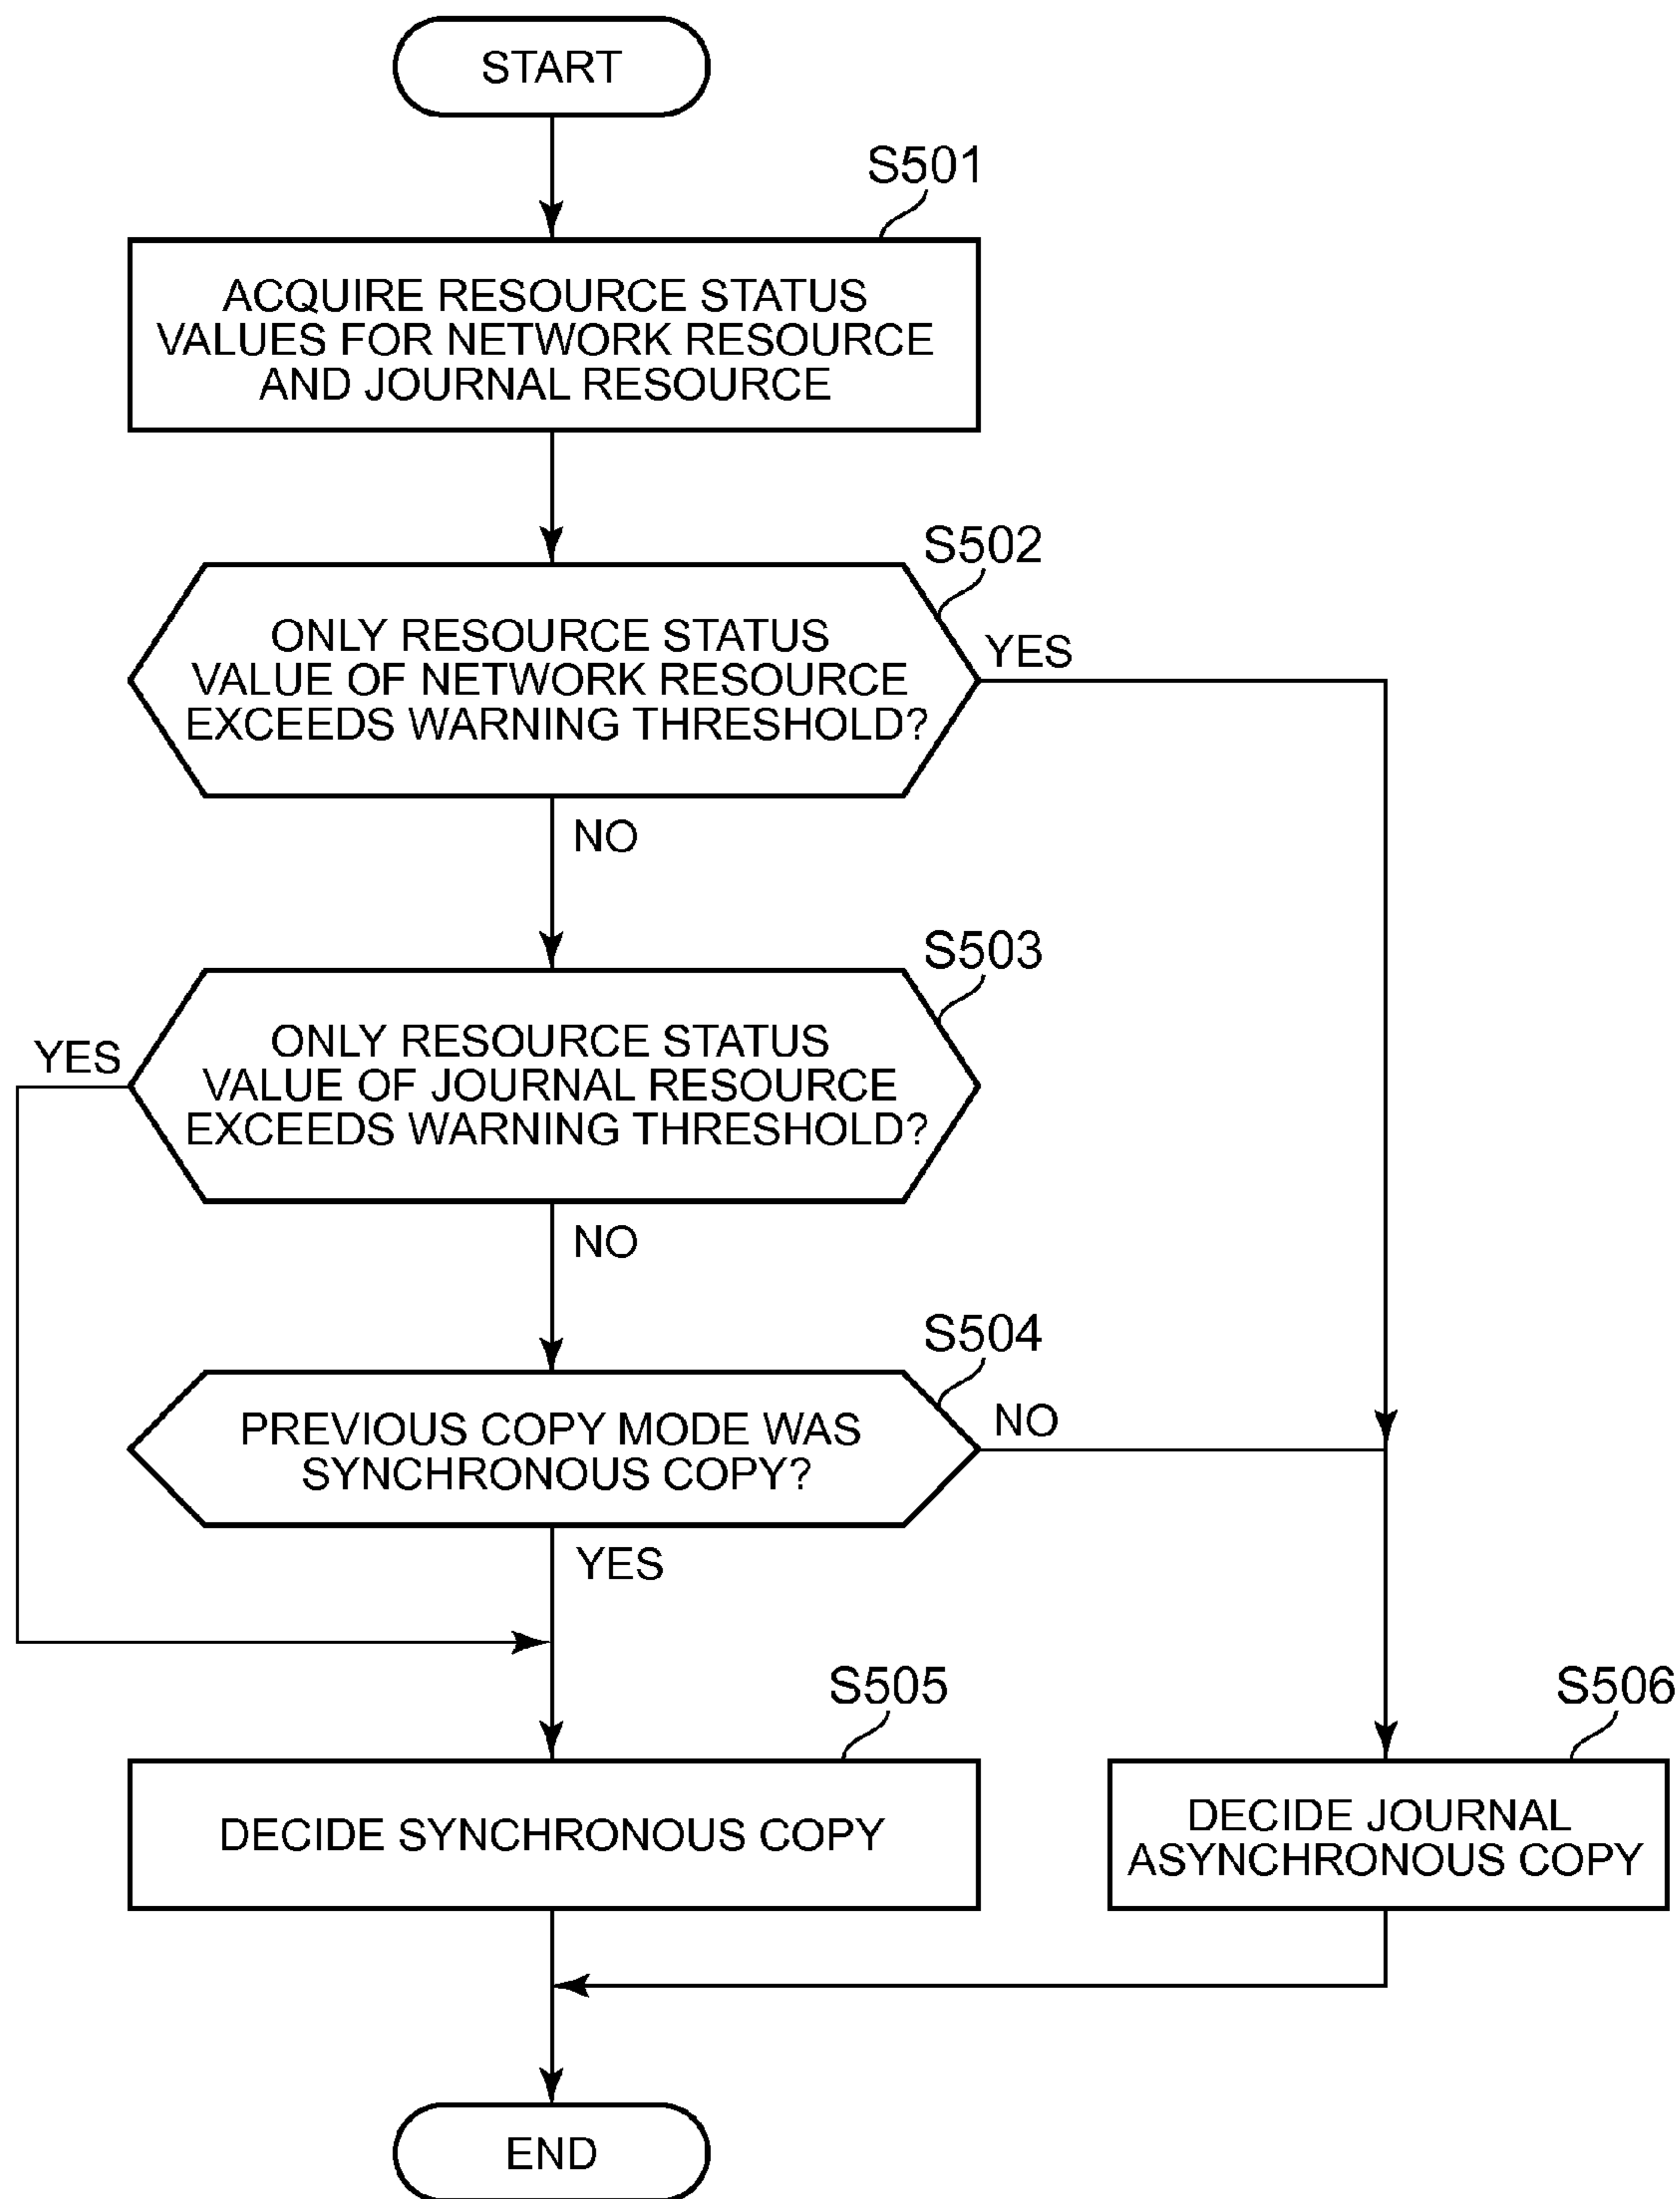 START
S501
ACQUIRE RESOURCE STATUS
VALUES FOR NETWORK RESOURCE
AND JOURNAL RESOURCE
S502
ONLY RESOURCE STATUS
VALUE OF NETWORK RESOURCE
EXCEEDS WARNING THRESHOLD?
YES
NO
S503
ONLY RESOURCE STATUS
VALUE OF JOURNAL RESOURCE
EXCEEDS WARNING THRESHOLD?
YES
NO
S504
PREVIOUS COPY MODE WAS
SYNCHRONOUS COPY?
NO
YES
S505
DECIDE SYNCHRONOUS COPY
S506
DECIDE JOURNAL
ASYNCHRONOUS COPY
END